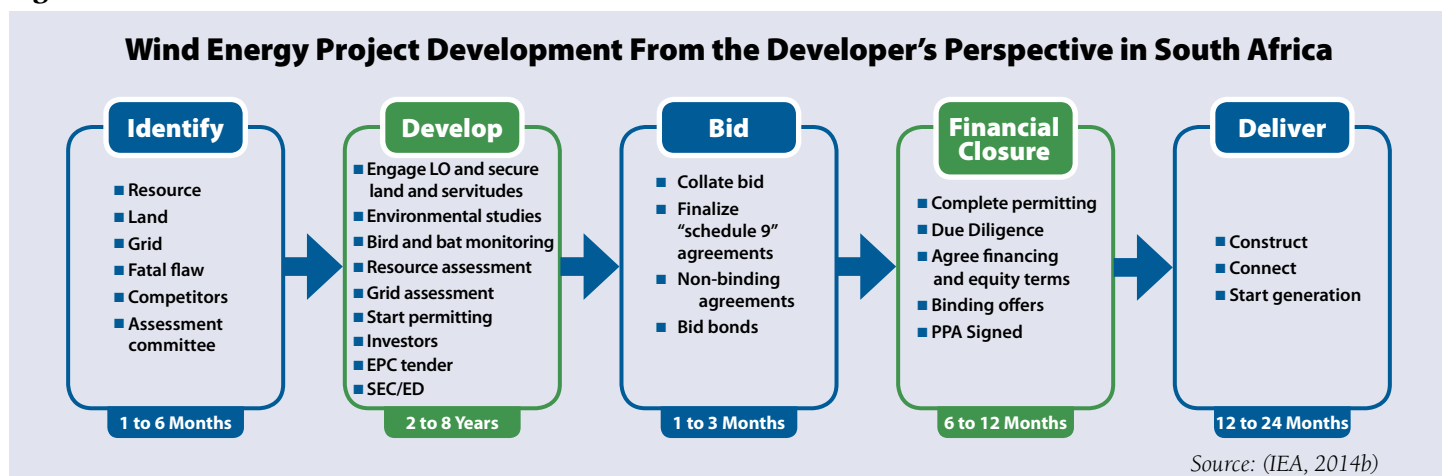 Wind Energy Project Development From the Developer’s Perspective in South Africa
Identify
■ Resource
■ Land
■ Grid
■ Fatal flaw
■ Competitors
■ Assessment
committee
1 to 6 Months
Develop
■ Engage LO and secure
land and servitudes
■ Environmental studies
■ Bird and bat monitoring
■ Resource assessment
■ Grid assessment
■ Start permitting
■ Investors
■ EPC tender
■ SEC/ED
2 to 8 Years
Bid
■ Collate bid
■ Finalize
“schedule 9”
agreements
■ Non-binding
agreements
■ Bid bonds
1 to 3 Months
Financial
Closure
■ Complete permitting
■ Due Diligence
■ Agree financing
and equity terms
■ Binding offers
■ PPA Signed
6 to 12 Months
Deliver
■ Construct
■ Connect
■ Start generation
12 to 24 Months
Source: (IEA, 2014b)